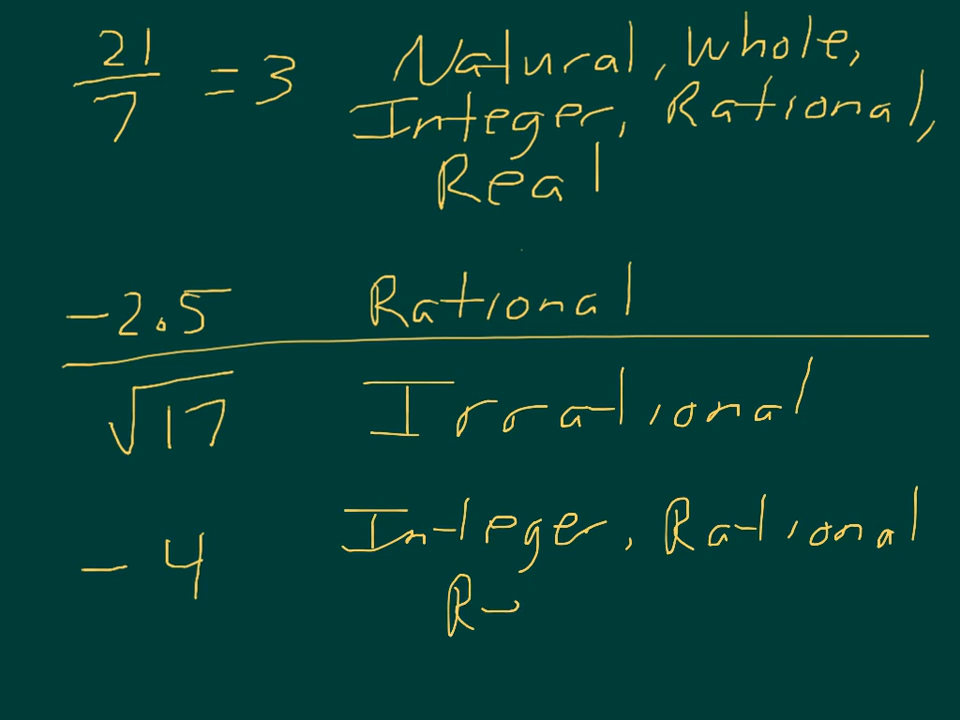 21/7 = 3 Natural, Whole,
Integer, Rational,
Real
-2.5 Rational
√17 Irrational
-4 Integer, Rational
R